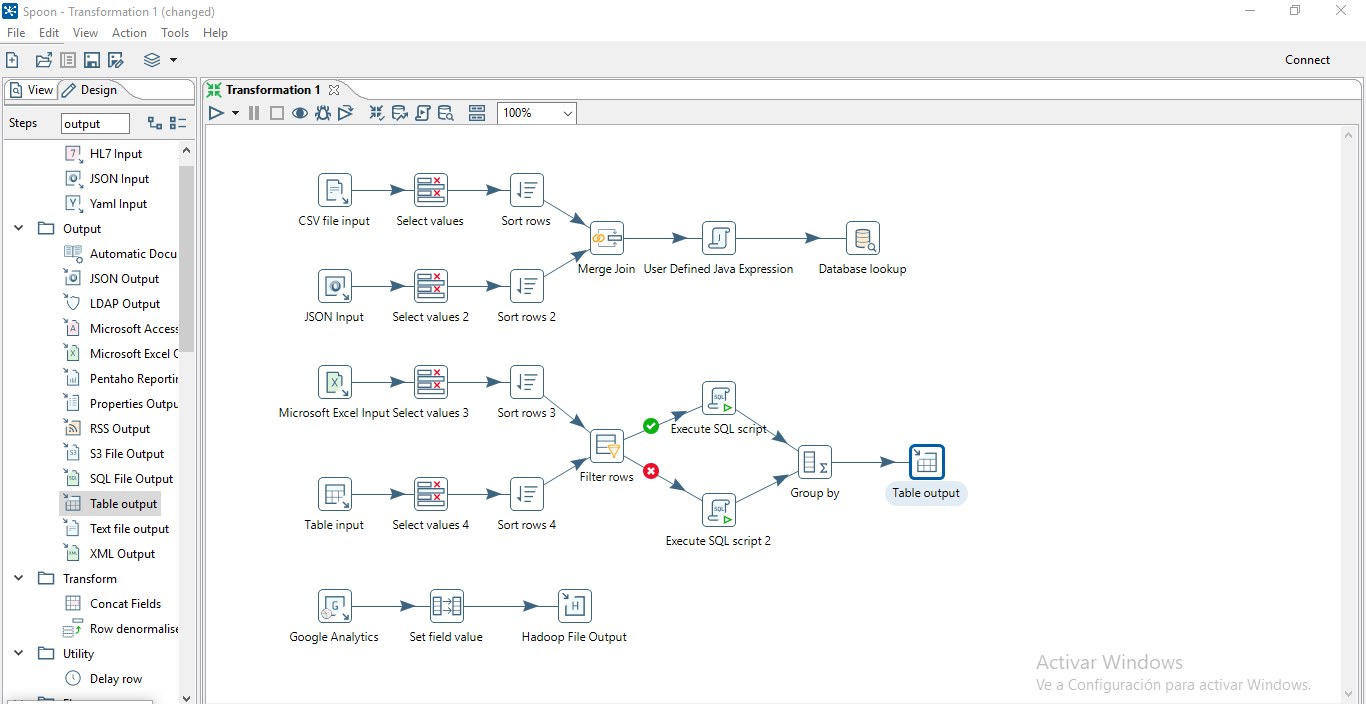 Spoon - Transformation 1 (changed)
File Edit View Action Tools Help
Connect
View Design
Transformation 1
Steps output
100%
HL7 Input
JSON Input
Yaml Input
Output
Automatic Docu
JSON Output
LDAP Output
Microsoft Access
Microsoft Excel O
Pentaho Reportin
Properties Outpu
RSS Output
S3 File Output
SQL File Output
Table output
Text file output
XML Output
Transform
Concat Fields
Row denormalise
Utility
Delay row
CSV file input Select values Sort rows
Merge Join User Defined Java Expression Database lookup
JSON Input Select values 2 Sort rows 2
Microsoft Excel Input Select values 3 Sort rows 3
Execute SQL script
Filter rows
Group by Table output
Table input Select values 4 Sort rows 4
Execute SQL script 2
Google Analytics Set field value Hadoop File Output
Activar Windows
Ve a Configuración para activar Windows.